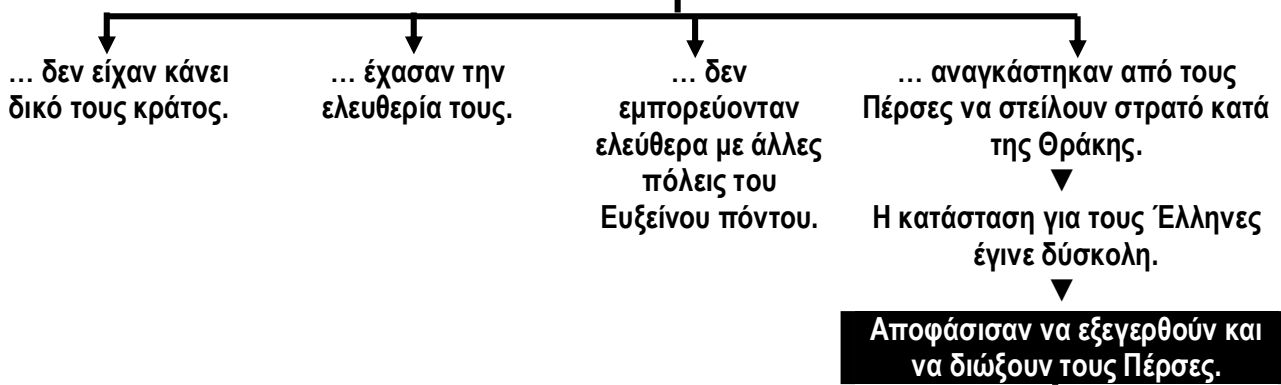 … δεν είχαν κάνει
δικό τους κράτος.
… έχασαν την
ελευθερία τους.
… δεν
εμπορεύονταν
ελεύθερα με άλλες
πόλεις του
Ευξείνου πόντου.
… αναγκάστηκαν από τους
Πέρσες να στείλουν στρατό κατά
της Θράκης.
▼
Η κατάσταση για τους Έλληνες
έγινε δύσκολη.
▼
Αποφάσισαν να εξεγερθούν και
να διώξουν τους Πέρσες.